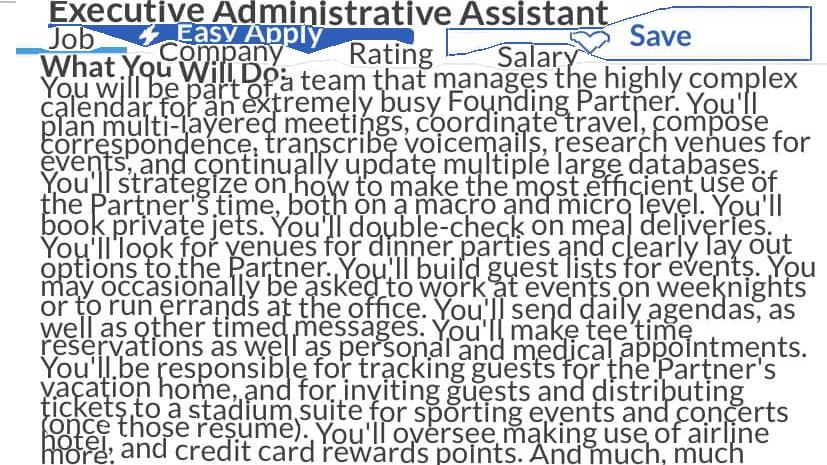 Executive Administrative Assistant
Easy Apply
Save
Job
Company
Rating
Salary
What You Will Do:
You will be part of a team that manages the highly complex
calendar for an extremely busy Founding Partner. You'll
plan multi-layered meetings, coordinate travel, compose
correspondence, transcribe voicemails, research venues for
events, and continually update multiple large databases.
You'll strategize on how to make the most efficient use of
the Partner's time, both on a macro and micro level. You'll
book private jets. You'll double-check on meal deliveries.
You'll look for venues for dinner parties and clearly lay out
options to the Partner. You'll build guest lists for events. You
may occasionally be asked to work at events on weeknights
or to run errands at the office. You'll send daily agendas, as
well as other timed messages. You'll make tee time
reservations as well as personal and medical appointments.
You'll be responsible for tracking guests for the Partner's
vacation home, and for inviting guests and distributing
tickets to a stadium suite for sporting events and concerts
(once those resume). You'll oversee making use of airline
hotel, and credit card rewards points. And much, much
more.